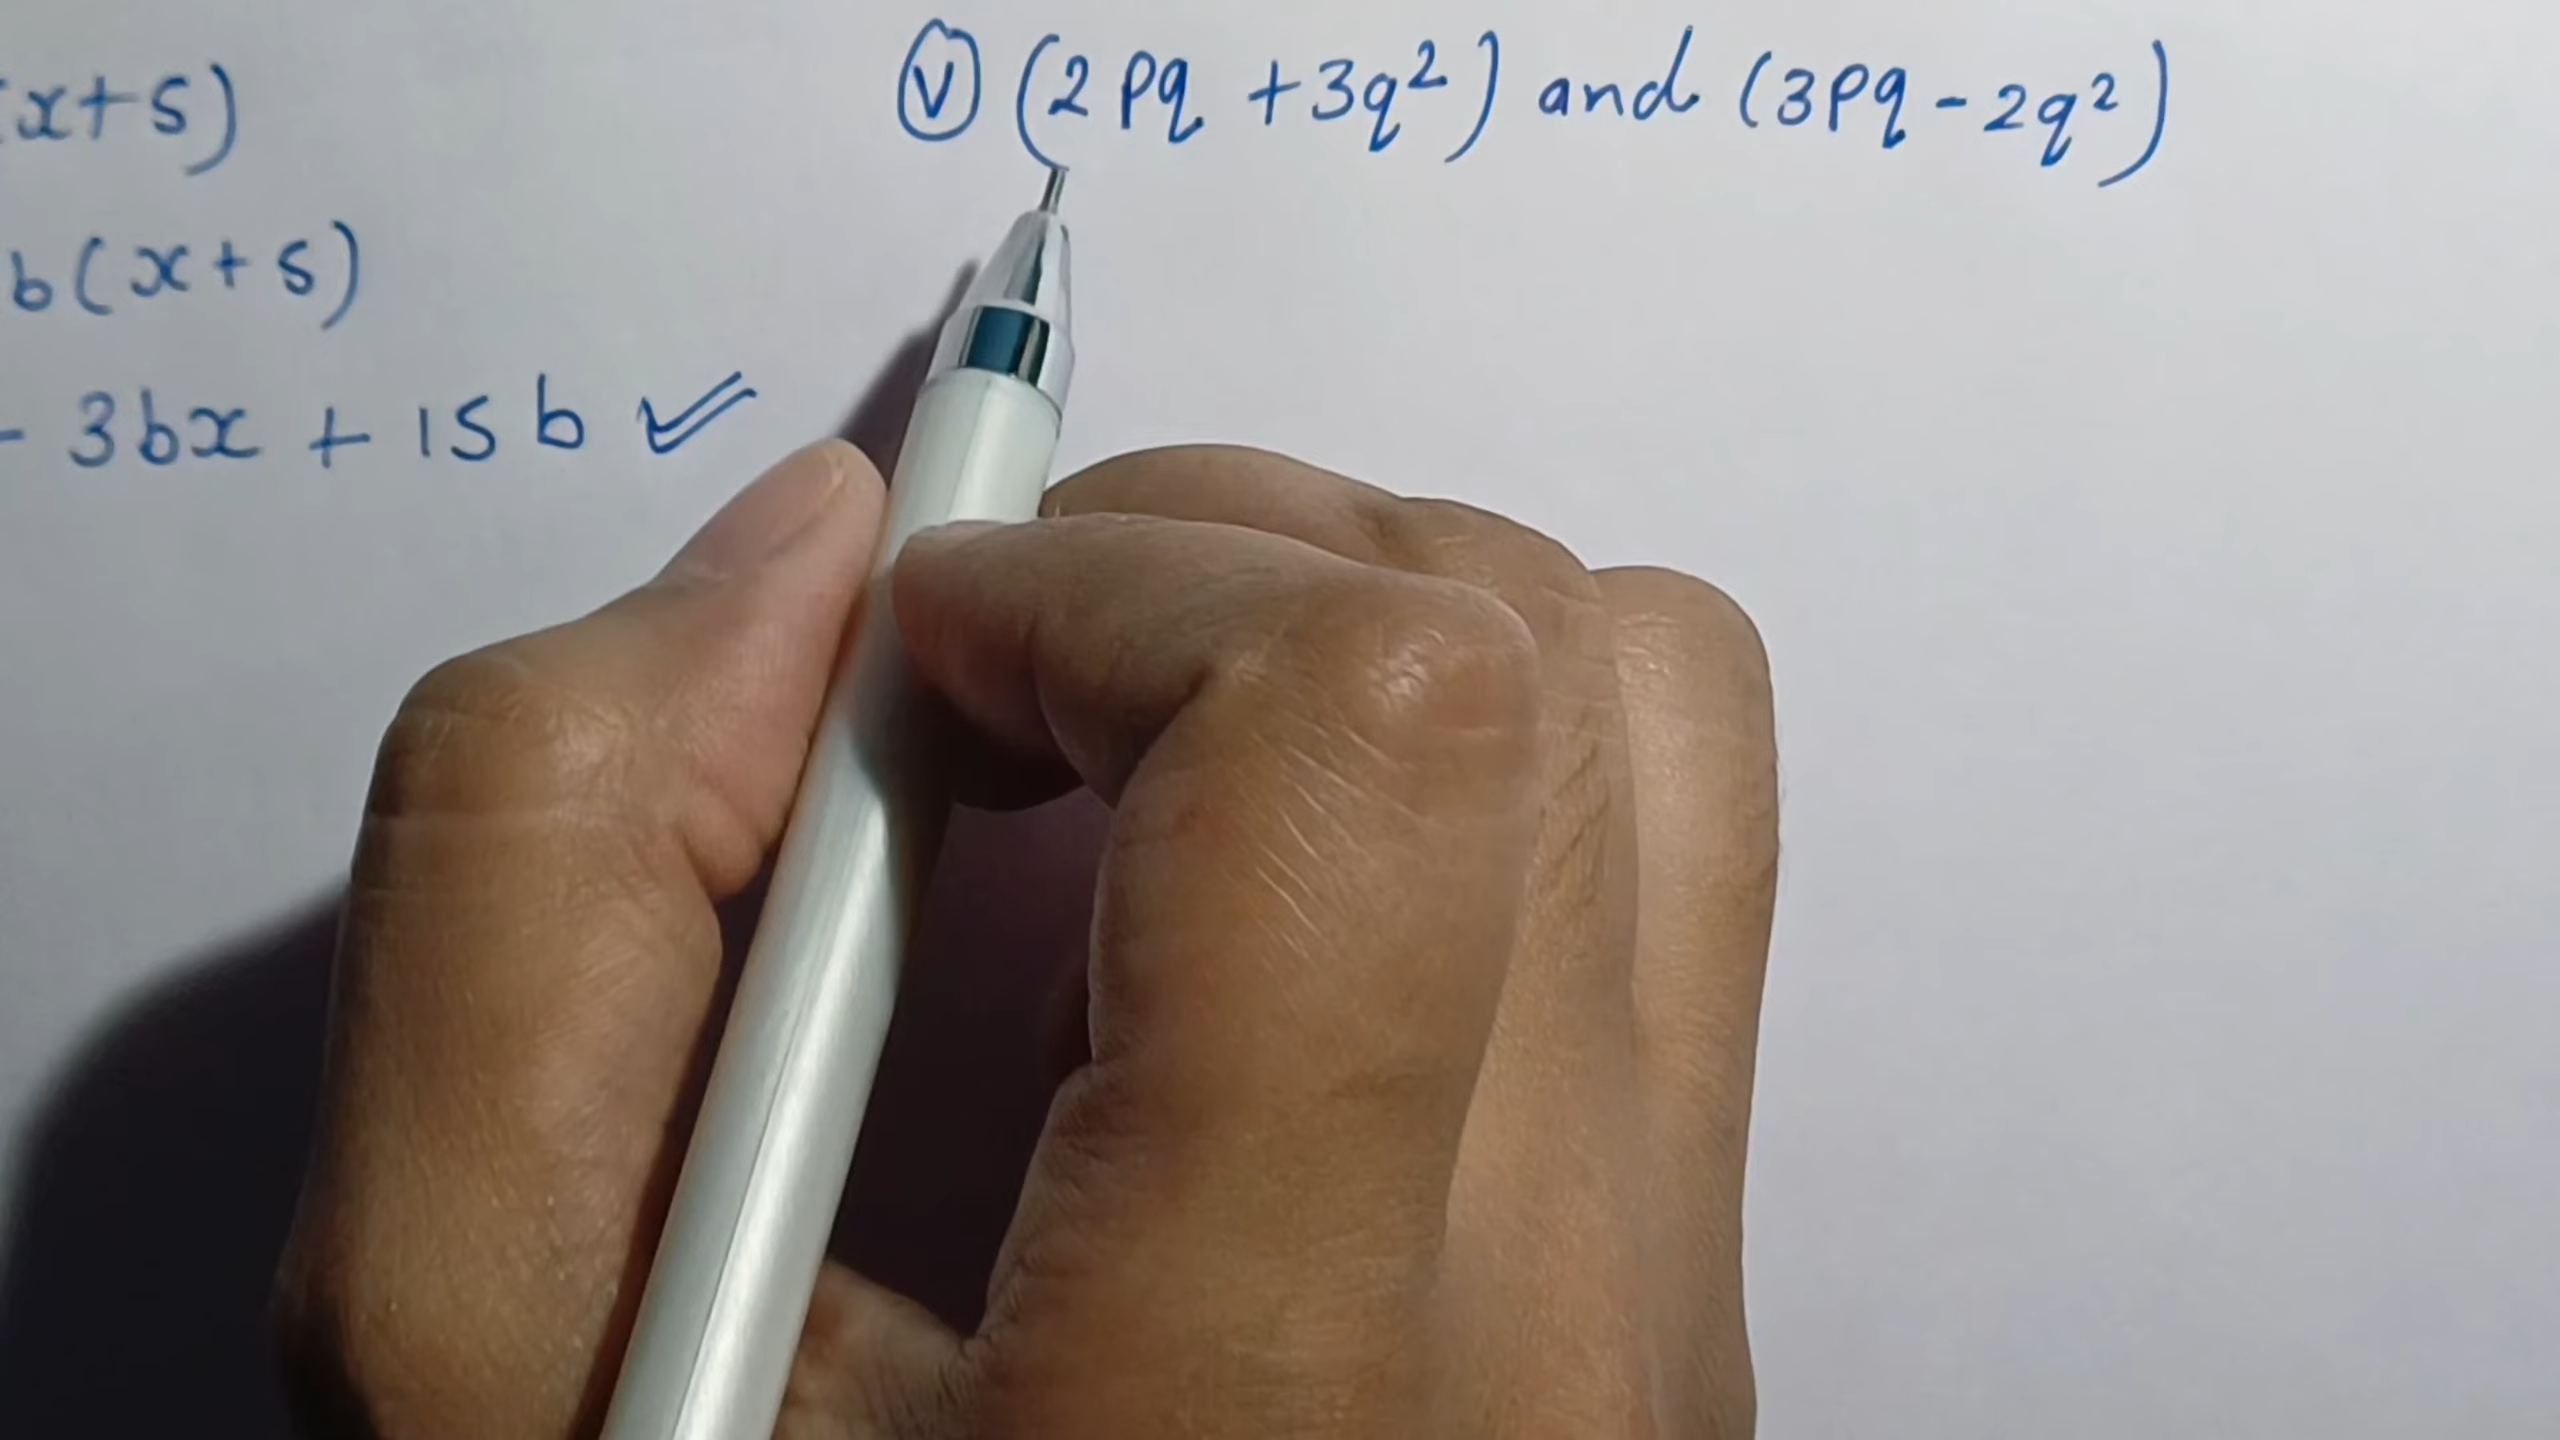 x+5)
b(x+5)
- 3bx + 15b
(v) (2pq + 3q²) and (3pq - 2q²)